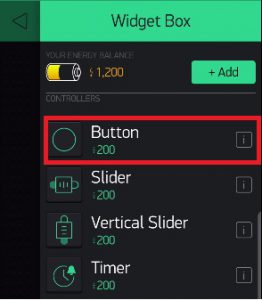 Widget Box
YOUR ENERGY BALANCE
1,200
+ Add
CONTROLLERS
Button
200
i
Slider
200
i
Vertical Slider
200
i
Timer
200
i